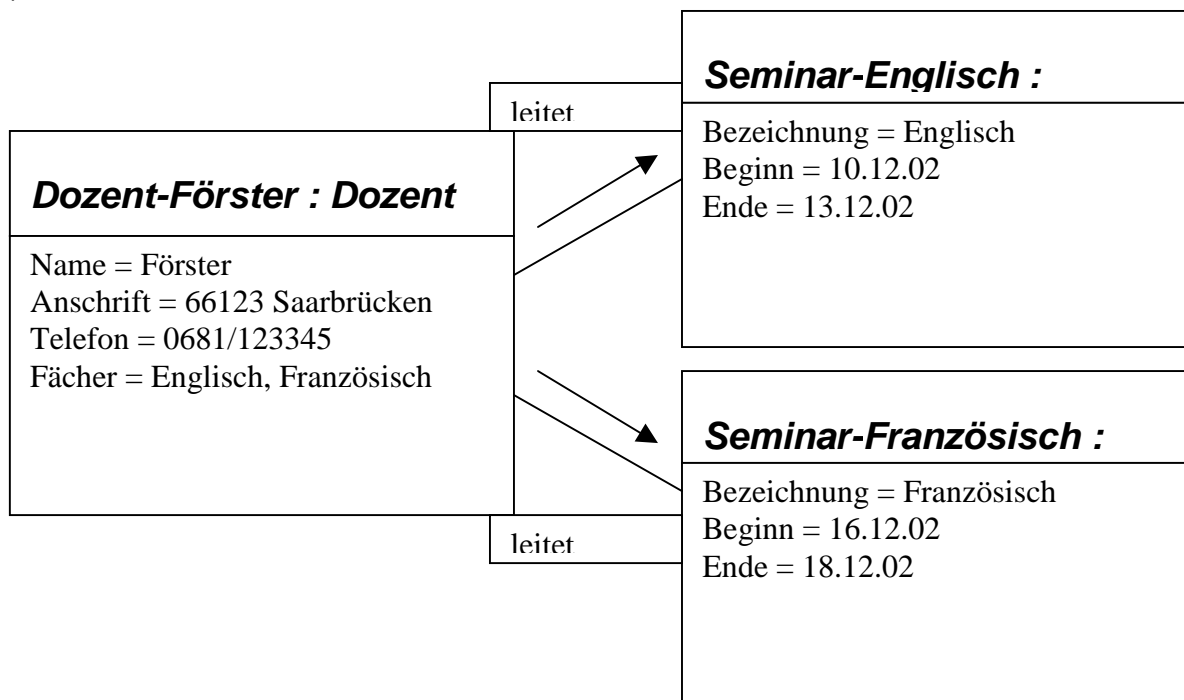 Dozent-Förster : Dozent
Name = Förster
Anschrift = 66123 Saarbrücken
Telefon = 0681/123345
Fächer = Englisch, Französisch
leitet
Seminar-Englisch :
Bezeichnung = Englisch
Beginn = 10.12.02
Ende = 13.12.02
leitet
Seminar-Französisch :
Bezeichnung = Französisch
Beginn = 16.12.02
Ende = 18.12.02